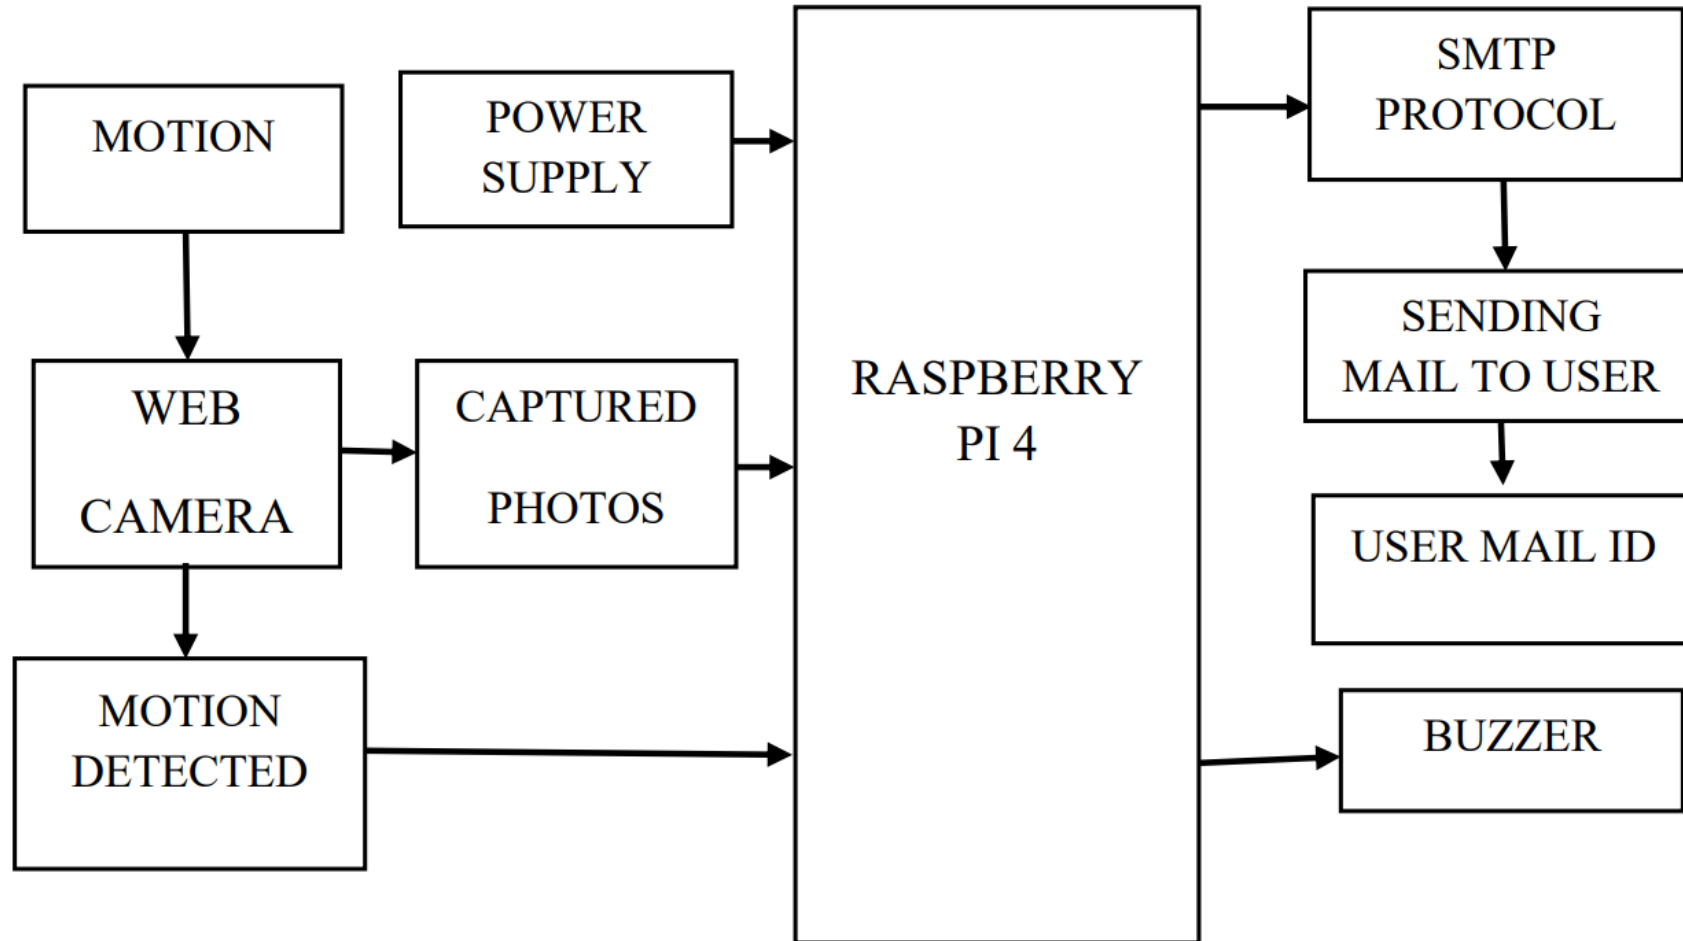 MOTION
POWER
SUPPLY
WEB
CAMERA
CAPTURED
PHOTOS
MOTION
DETECTED
RASPBERRY
PI 4
SMTP
PROTOCOL
SENDING
MAIL TO USER
USER MAIL ID
BUZZER